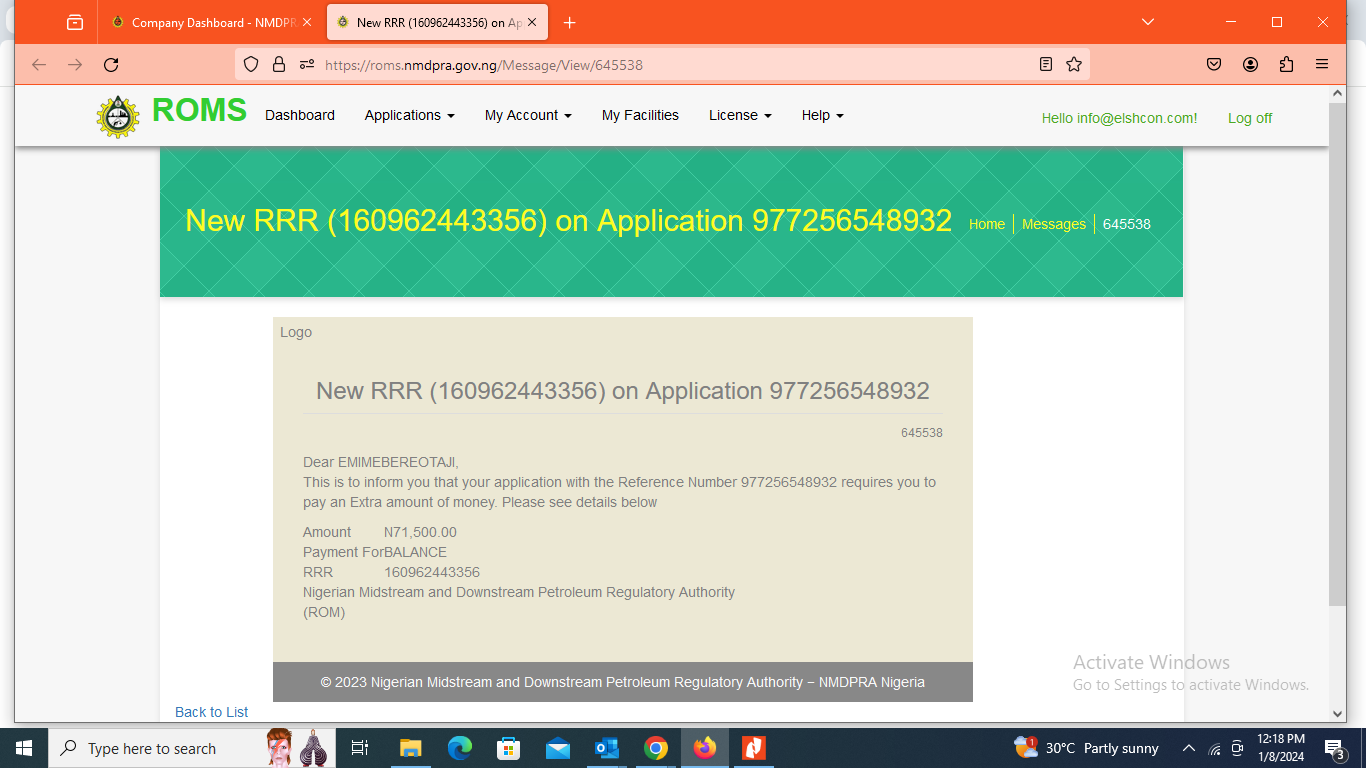 Company Dashboard - NMDPR
New RRR (160962443356) on Ap
https://roms.nmdpra.gov.ng/Message/View/645538
ROMS
Dashboard
Applications
My Account
My Facilities
License
Help
Hello info@elshcon.com!
Log off
New RRR (160962443356) on Application 977256548932
Home
Messages
645538
Logo
New RRR (160962443356) on Application 977256548932
645538
Dear EMIMEBEREOTAJI,
This is to inform you that your application with the Reference Number 977256548932 requires you to
pay an Extra amount of money. Please see details below
Amount N71,500.00
Payment ForBALANCE
RRR 160962443356
Nigerian Midstream and Downstream Petroleum Regulatory Authority
(ROM)
© 2023 Nigerian Midstream and Downstream Petroleum Regulatory Authority – NMDPRA Nigeria
Back to List
Activate Windows
Go to Settings to activate Windows.
Type here to search
30°C Partly sunny
12:18 PM
1/8/2024
1
3